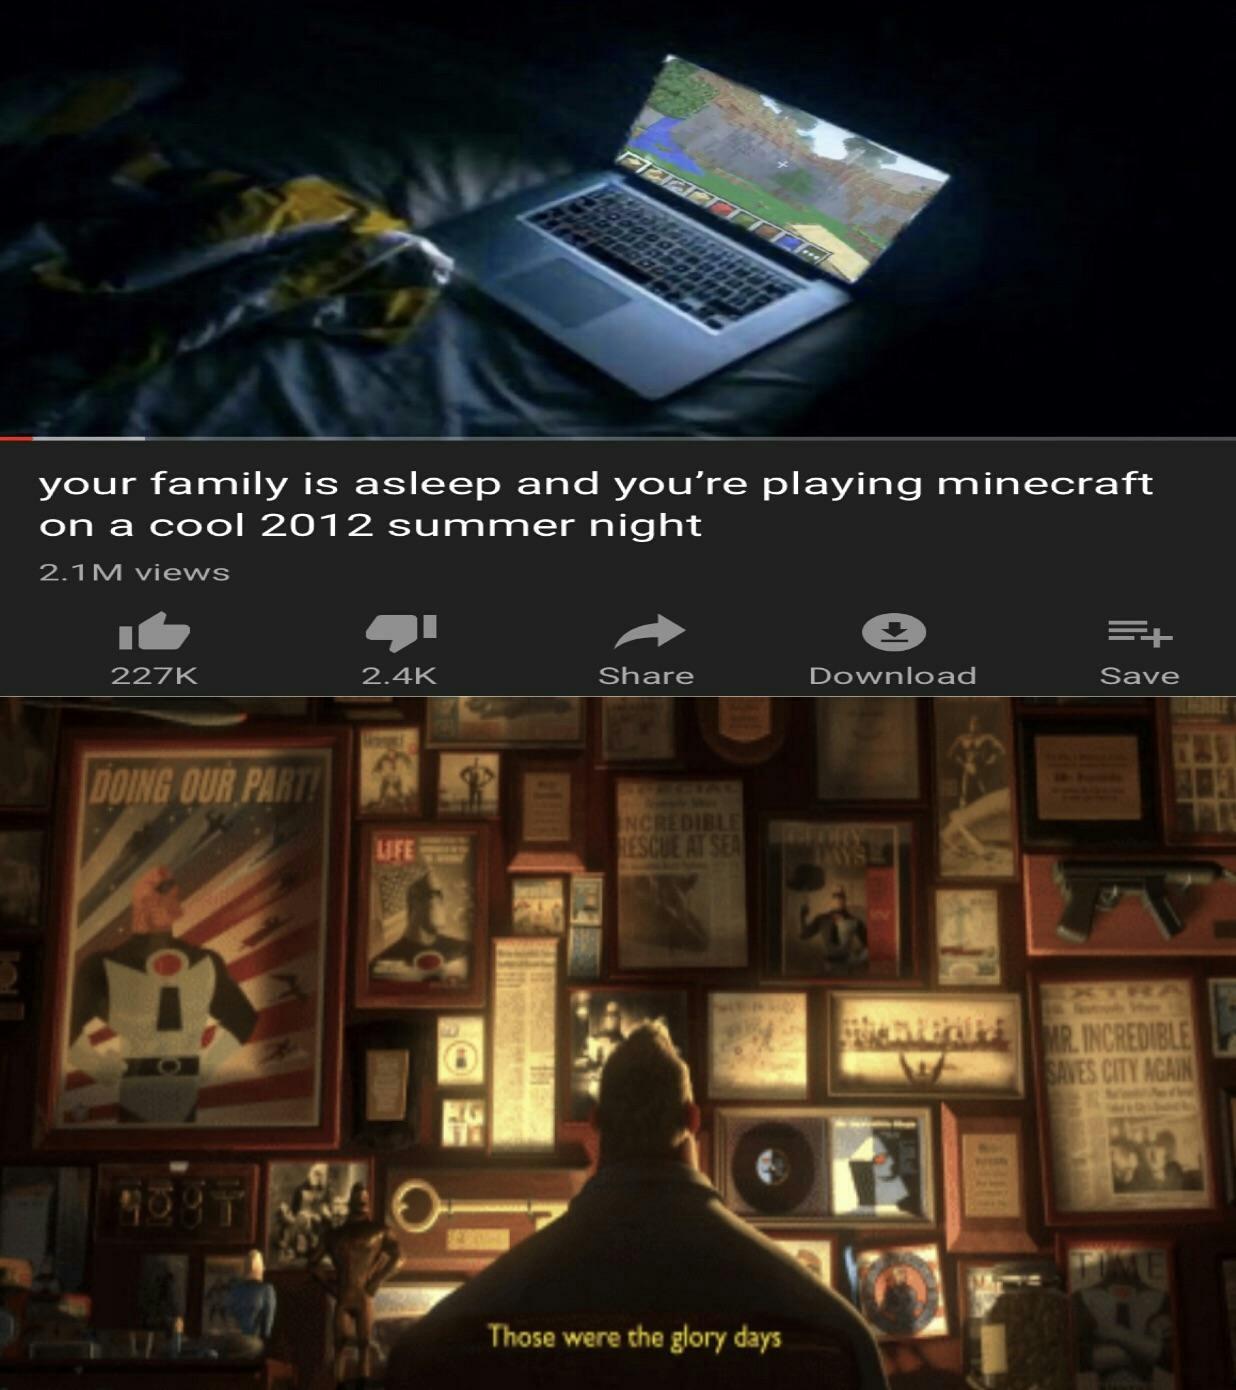 your family is asleep and you're playing minecraft
on a cool 2012 summer night
2.1M views
227K
2.4K
Share
Download
Save
DOING OUR PART!
LIFE
INCREDIBLE
RESCUE AT SEA
EXTRA
MR. INCREDIBLE
SAVES CITY AGAIN
TIME
Those were the glory days